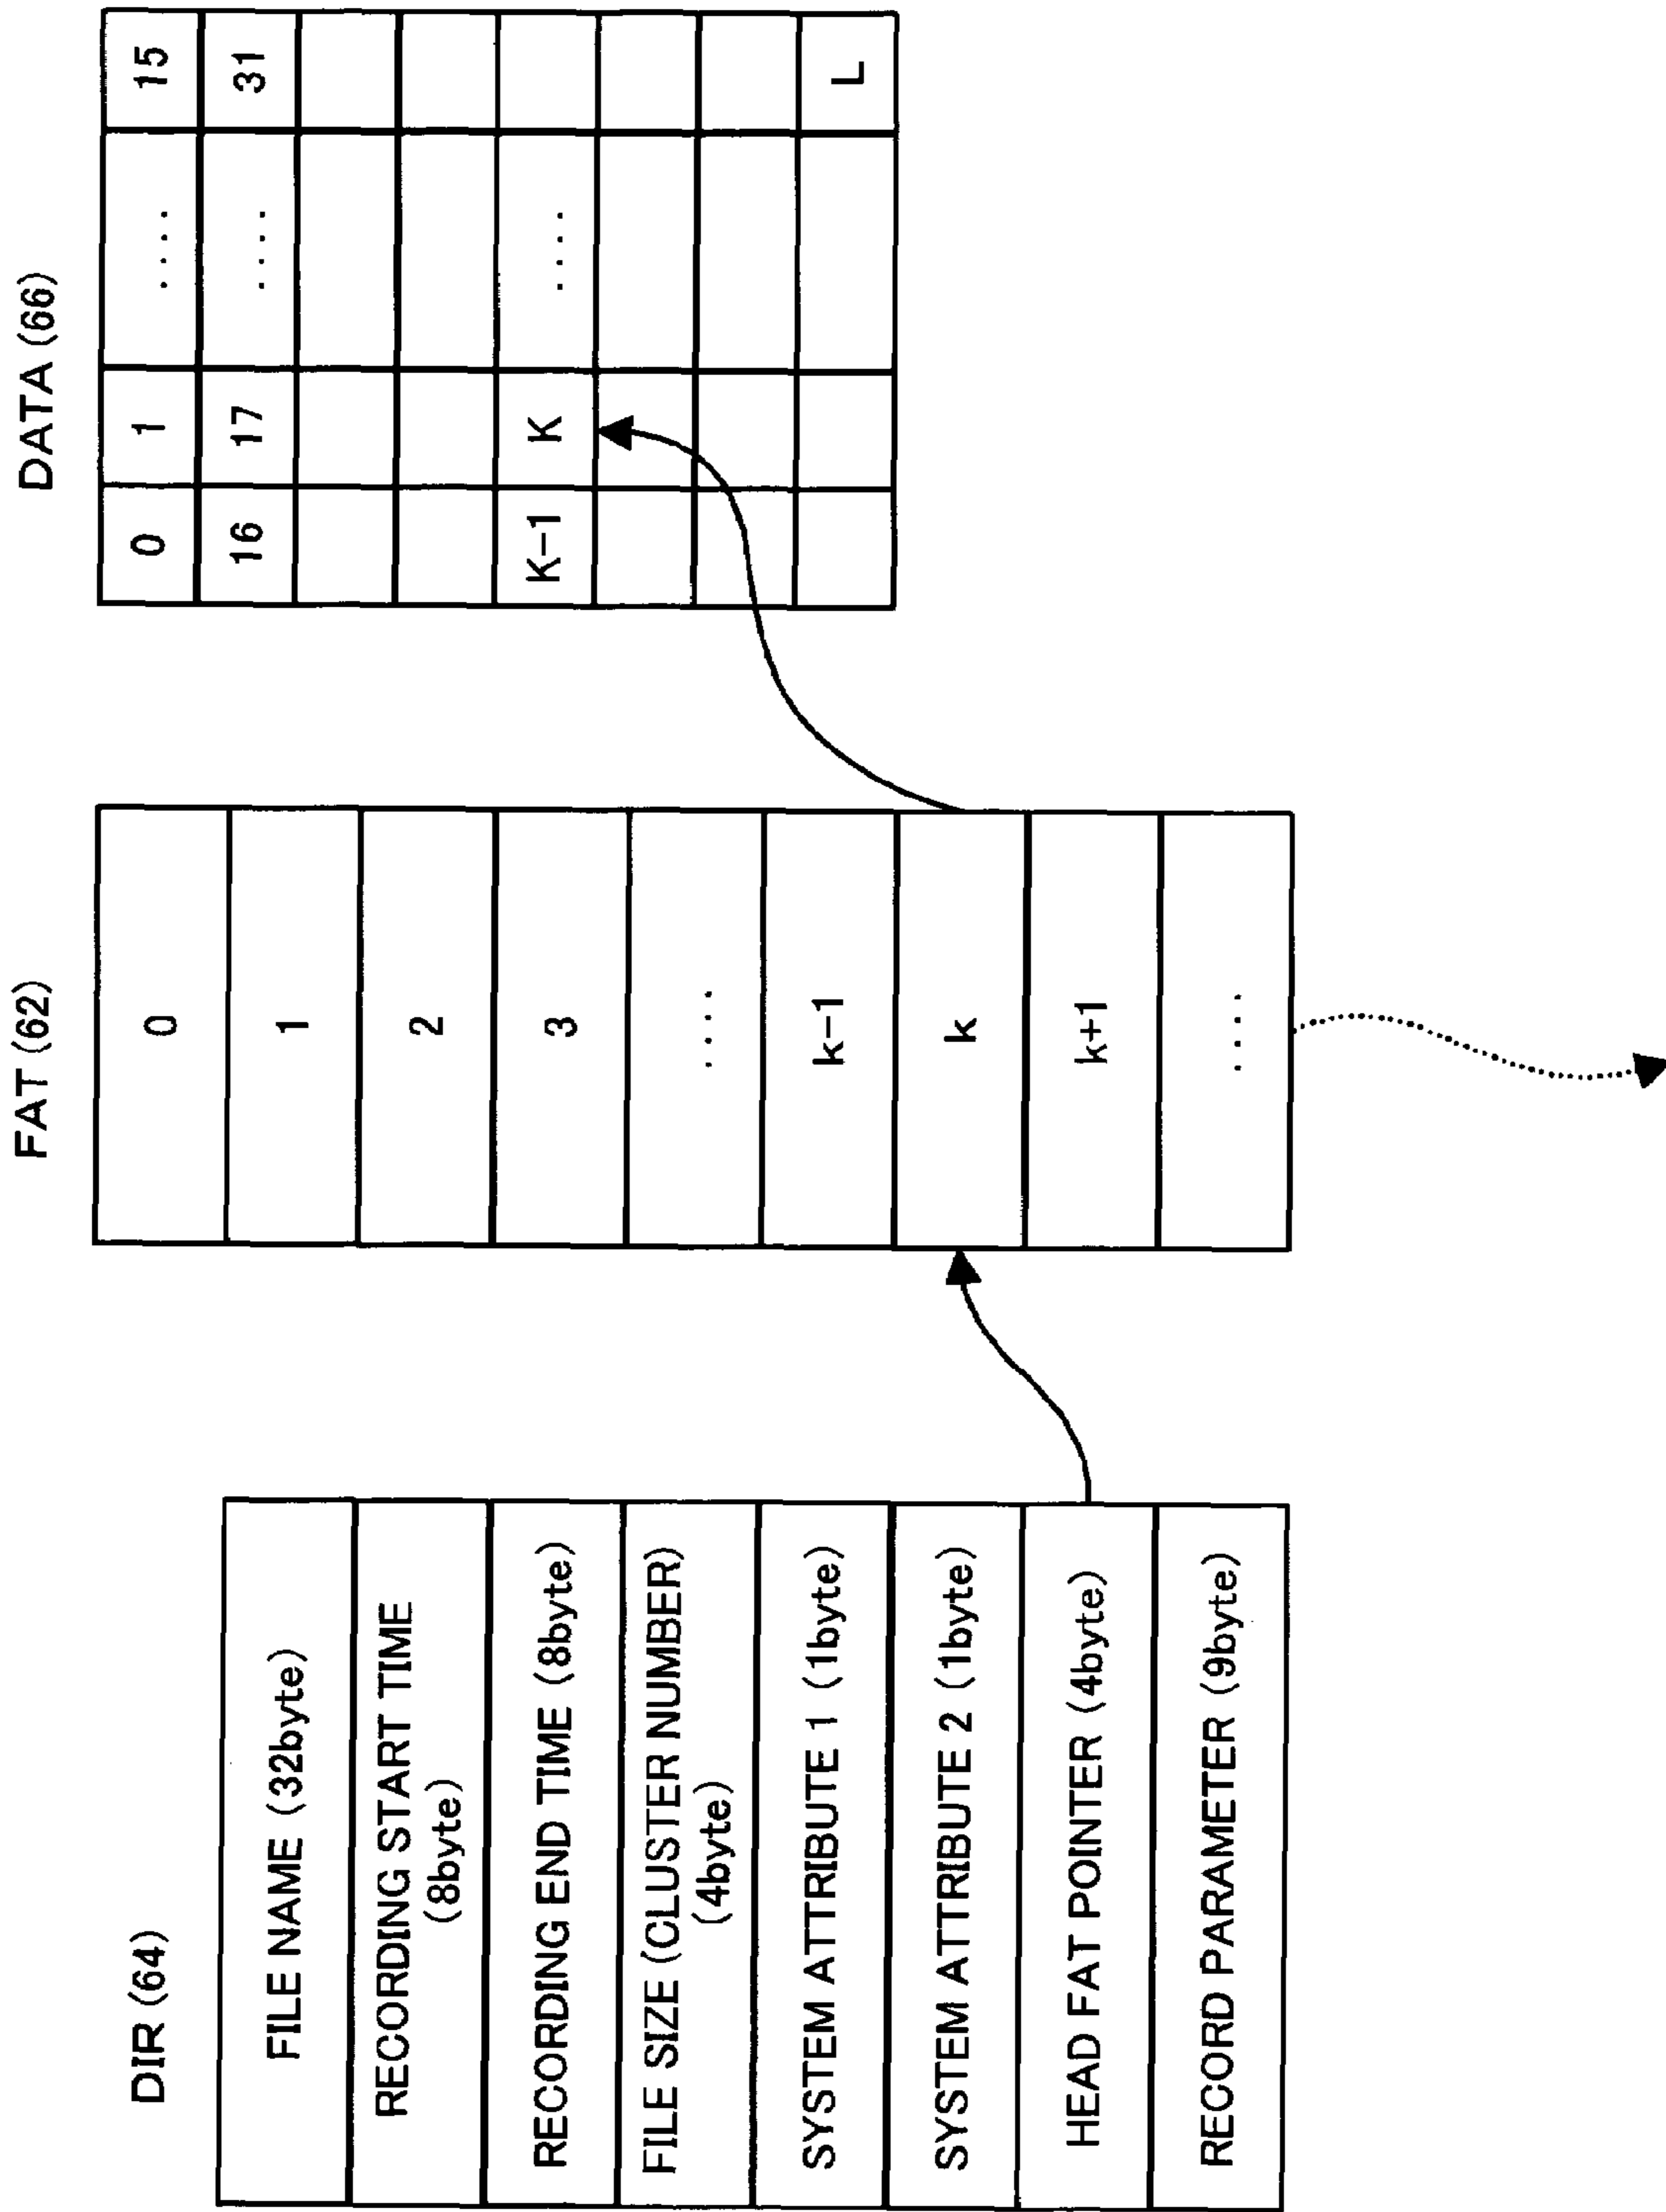 DIR (64)
FILE NAME (32byte)
RECORDING START TIME
(8byte)
RECORDING END TIME (8byte)
FILE SIZE (CLUSTER NUMBER)
(4byte)
SYSTEM ATTRIBUTE 1 (1byte)
SYSTEM ATTRIBUTE 2 (1byte)
HEAD FAT POINTER (4byte)
RECORD PARAMETER (9byte)
FAT (62)
0
1
2
3
....
k-1
k
k+1
....
DATA (66)
0 1 .... 15
16 17 .... 31
K-1 K ....
L